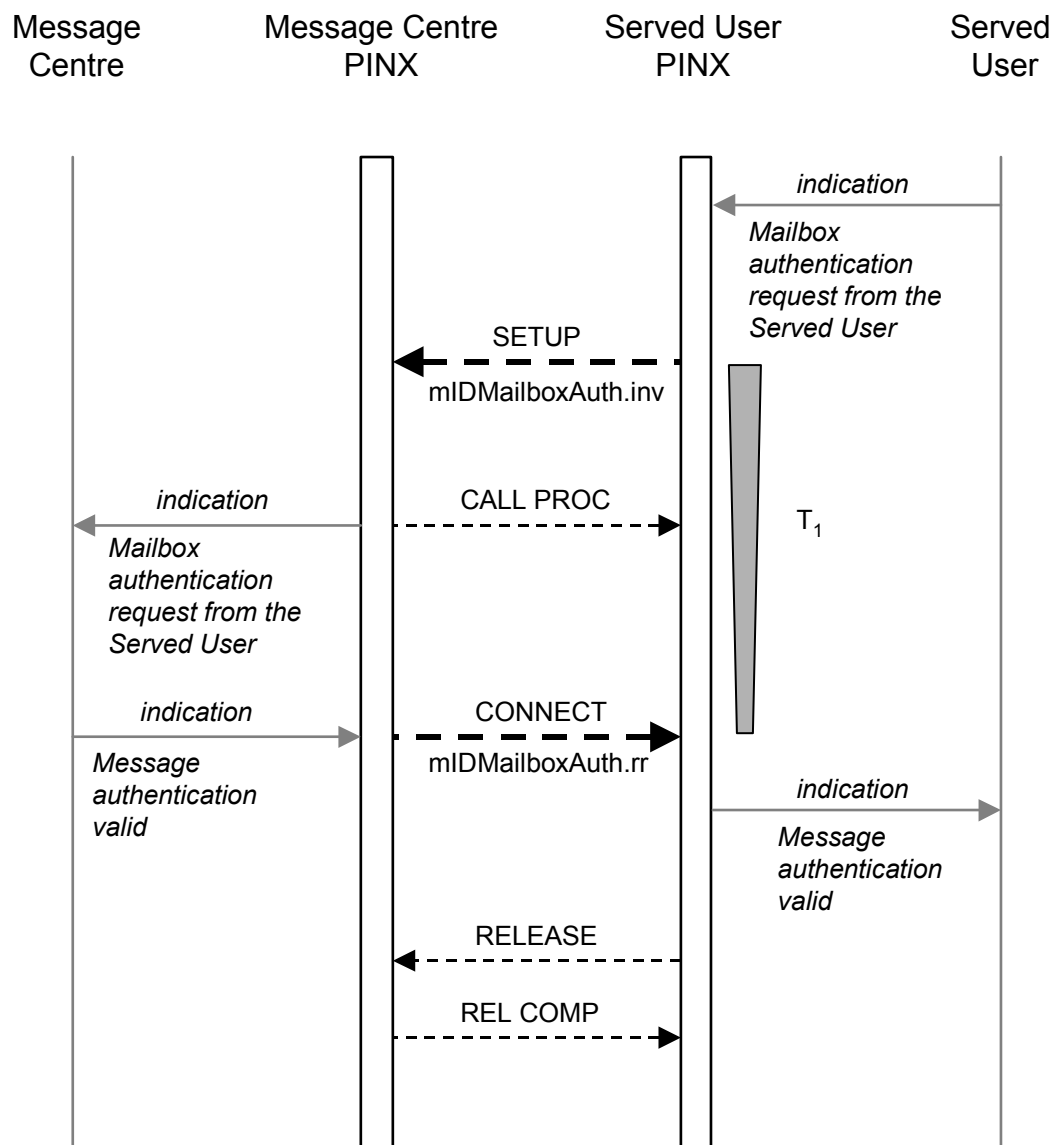 Message
Centre
Message Centre
PINX
Served User
PINX
Served
User
indication
Mailbox
authentication
request from the
Served User
SETUP
mIDMailboxAuth.inv
indication
CALL PROC
T1
Mailbox
authentication
request from the
Served User
indication
CONNECT
mIDMailboxAuth.rr
Message
authentication
valid
indication
Message
authentication
valid
RELEASE
REL COMP